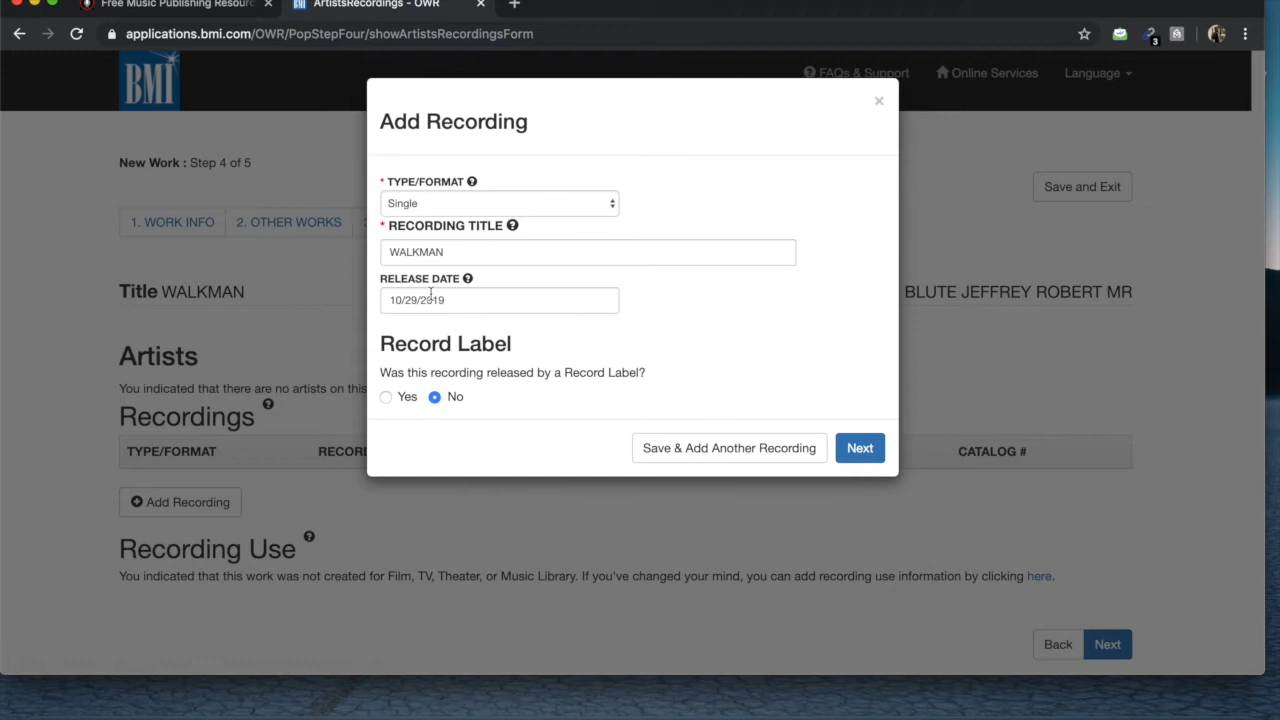 Free Music Publishing Resourc
ArtistsRecordings - OWR
applications.bmi.com/OWR/PopStepFour/showArtistsRecordingsForm
3
BMI
FAQs & Support
Online Services
Language
Add Recording
New Work : Step 4 of 5
Save and Exit
* TYPE/FORMAT
Single
1. WORK INFO
2. OTHER WORKS
* RECORDING TITLE
WALKMAN
RELEASE DATE
10/29/2019
Title WALKMAN
BLUTE JEFFREY ROBERT MR
Record Label
Artists
Was this recording released by a Record Label?
You indicated that there are no artists on this
Yes
No
Recordings
TYPE/FORMAT
RECORD
CATALOG #
Save & Add Another Recording
Next
Add Recording
Recording Use
You indicated that this work was not created for Film, TV, Theater, or Music Library. If you've changed your mind, you can add recording use information by clicking here.
Back
Next